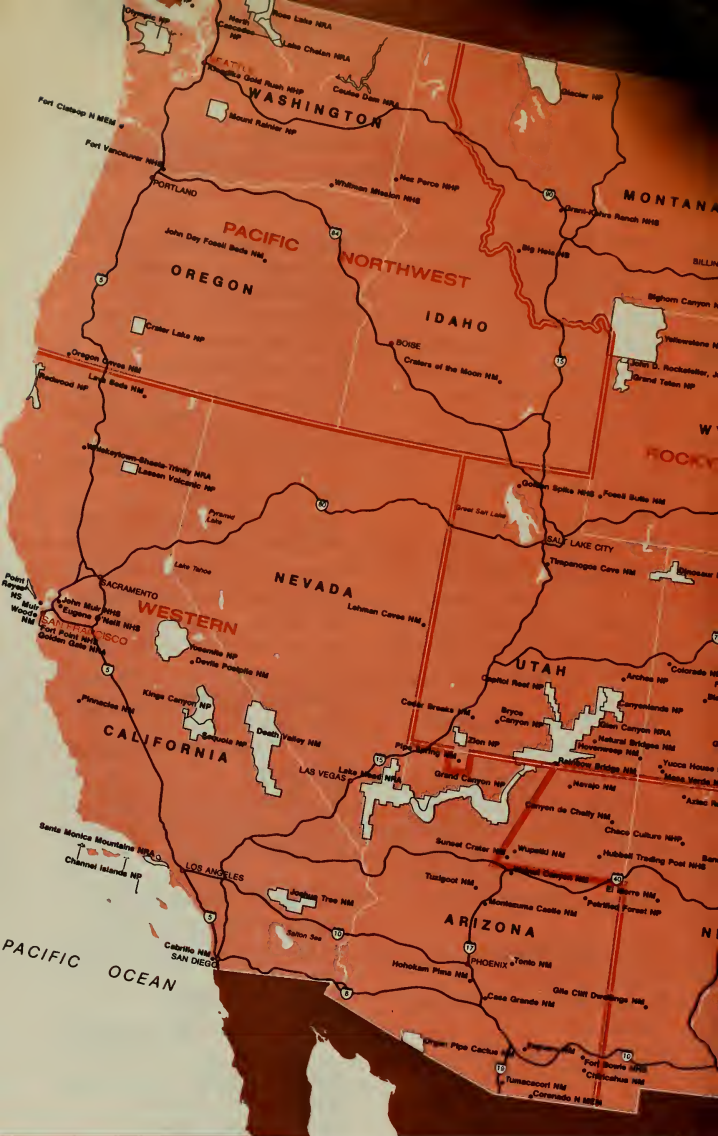 Olympic NP
North
Cascades
NP
Ross Lake NRA
Lake Chelan NRA
SEATTLE
Klondike Gold Rush NHP
Coulee Dam NRA
Glacier NP
WASHINGTON
Mount Rainier NP
Fort Clatsop N MEM
Fort Vancouver NHS
PORTLAND
Whitman Mission NHS
Nez Perce NHP
90
Grant-Kohrs Ranch NHS
MONTANA
PACIFIC NORTHWEST
84
John Day Fossil Beds NM
Big Hole NB
BILLIN
OREGON
5
Bighorn Canyon N
IDAHO
Crater Lake NP
Yellowstone N
BOISE
15
John D. Rockefeller, J
Grand Teton NP
Craters of the Moon NM
Oregon Caves NM
Redwood NP
Lava Beds NM
WY
ROCKY
Whiskeytown-Shasta-Trinity NRA
Lassen Volcanic NP
Golden Spike NHS
Fossil Butte NM
Great Salt Lake
80
Pyramid
Lake
SALT LAKE CITY
Timpanogos Cave NM
Dinosaur
Lake Tahoe
NEVADA
Point
Reyes
NS
Muir
Woods
NM
SACRAMENTO
John Muir NHS
Eugene O'Neill NHS
SAN FRANCISCO
Fort Point NHS
Golden Gate NRA
WESTERN
Lehman Caves NM
Yosemite NP
Devils Postpile NM
5
UTAH
Colorado N
Arches NP
Capitol Reef NP
Canyonlands NP
Pinnacles NM
Kings Canyon NP
Sequoia NP
Death Valley NM
Cedar Breaks NM
Bryce
Canyon NP
Glen Canyon NRA
Natural Bridges NM
Hovenweep NM
Zion NP
CALIFORNIA
Pipe Spring NM
Rainbow Bridge NM
Yucca House
Mesa Verde N
15
LAS VEGAS
Lake Mead NRA
Grand Canyon NP
Navajo NM
Aztec R
Canyon de Chelly NM
Chaco Culture NHP
Santa Monica Mountains NRA
Channel Islands NP
Sunset Crater NM
Wupatki NM
Hubbell Trading Post NHS
LOS ANGELES
Walnut Canyon NM
40
Tuzigoot NM
El Morro NM
Joshua Tree NM
Montezuma Castle NM
Petrified Forest NP
5
Salton Sea
10
ARIZONA
N
PACIFIC OCEAN
Cabrillo NM
SAN DIEGO
17
PHOENIX
Tonto NM
Hohokam Pima NM
8
Casa Grande NM
Gila Cliff Dwellings NM
Organ Pipe Cactus NM
10
Fort Bowie NHS
Chiricahua NM
19
Tumacacori NM
Coronado N MEM